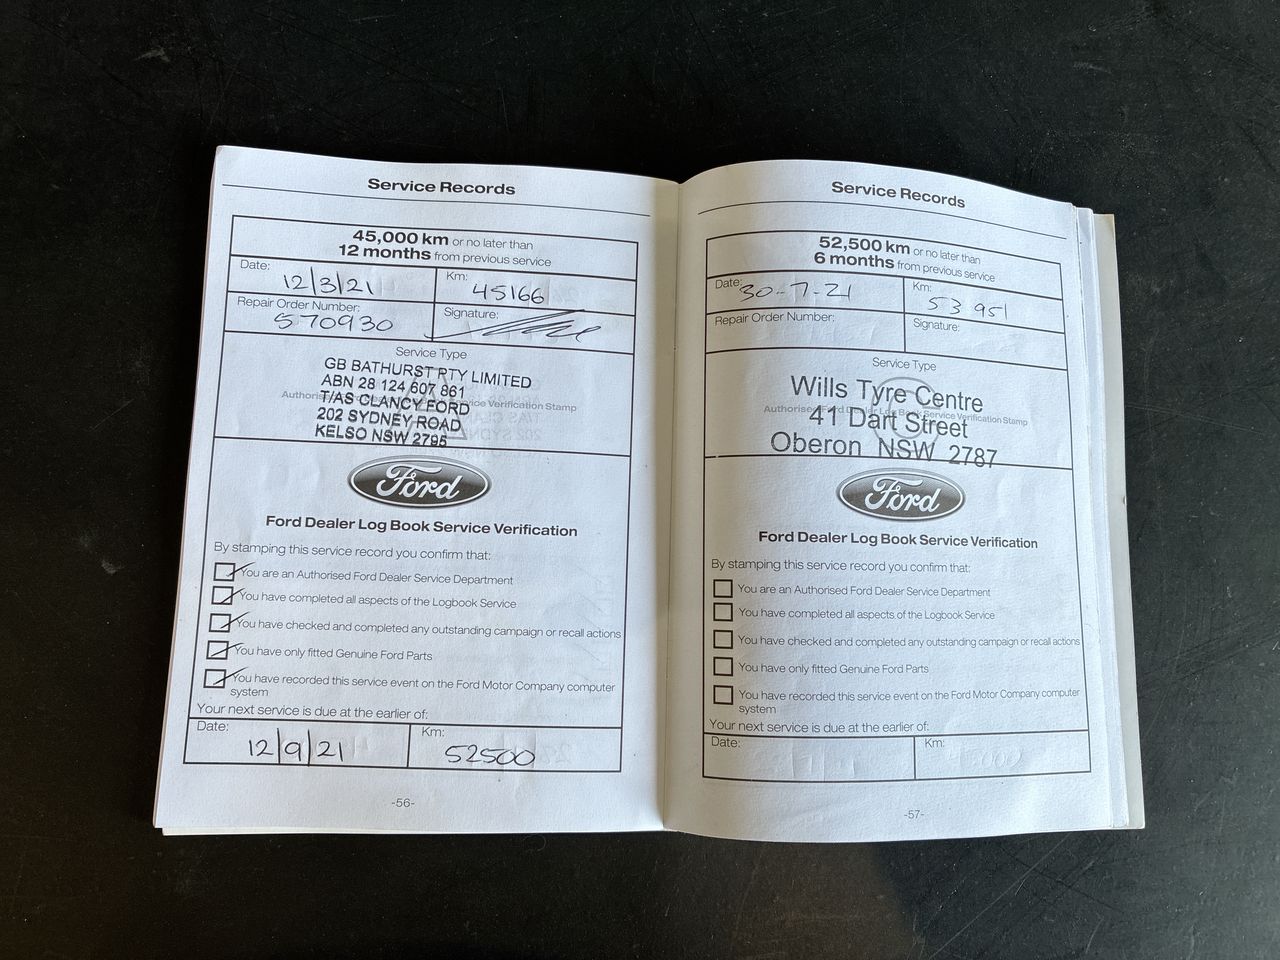 Service Records
45,000 km or no later than
12 months from previous service
Date: 12/3/21
Km: 45166
Repair Order Number: 570930
Signature:
Service Type
GB BATHURST PTY LIMITED
ABN 28 124 607 861
T/AS CLANCY FORD
202 SYDNEY ROAD
KELSO NSW 2795
Ford
Ford Dealer Log Book Service Verification
By stamping this service record you confirm that:
You are an Authorised Ford Dealer Service Department
You have completed all aspects of the Logbook Service
You have checked and completed any outstanding campaign or recall actions
You have only fitted Genuine Ford Parts
You have recorded this service event on the Ford Motor Company computer
system
Your next service is due at the earlier of:
Date: 12/9/21
Km: 52500
-56-
Service Records
52,500 km or no later than
6 months from previous service
Date: 30-7-21
Km: 53 951
Repair Order Number:
Signature:
Service Type
Wills Tyre Centre
Authorised Ford Dealer Log Book Service Verification Stamp
41 Dart Street
Oberon NSW 2787
Ford
Ford Dealer Log Book Service Verification
By stamping this service record you confirm that:
You are an Authorised Ford Dealer Service Department
You have completed all aspects of the Logbook Service
You have checked and completed any outstanding campaign or recall actions
You have only fitted Genuine Ford Parts
You have recorded this service event on the Ford Motor Company computer
system
Your next service is due at the earlier of:
Date:
Km:
-57-